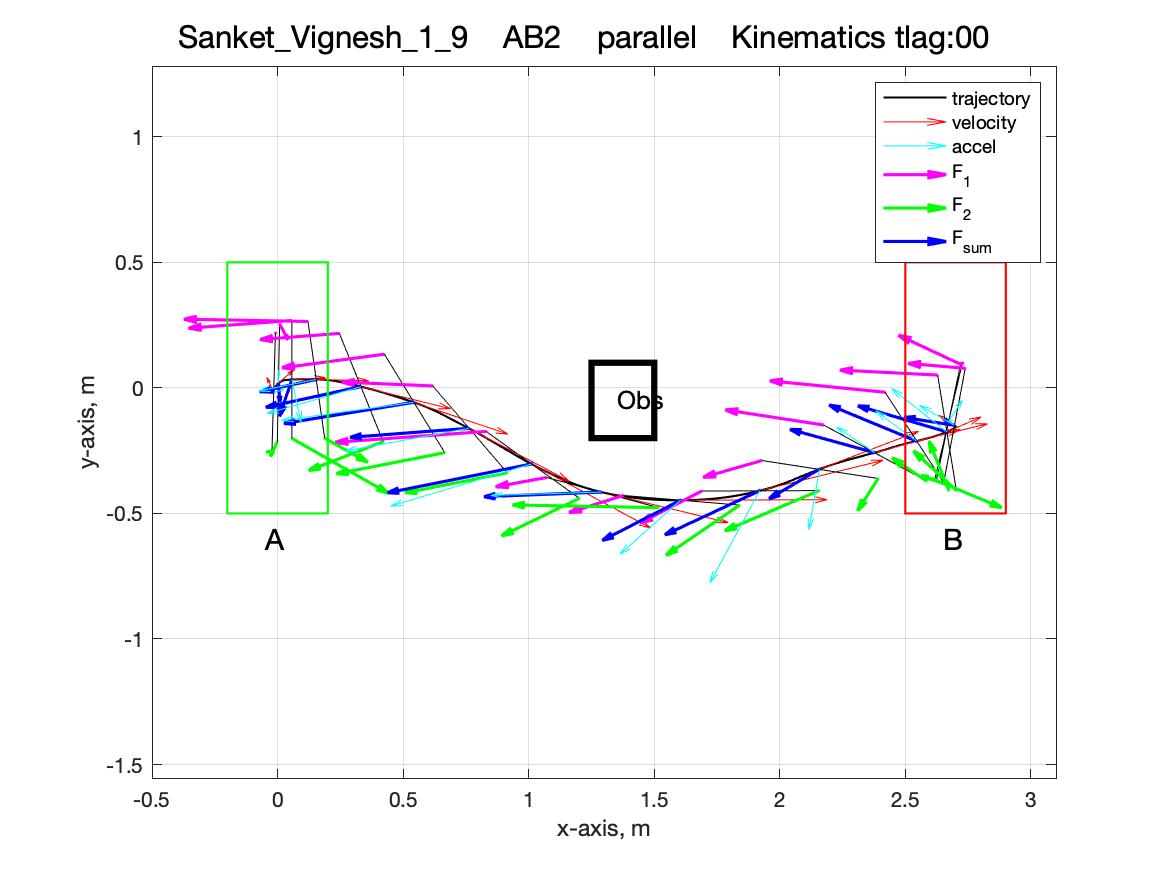 Sanket_Vignesh_1_9 AB2 parallel Kinematics tlag:00
trajectory
velocity
accel
F1
F2
Fsum
1
0.5
0
-0.5
-1
-1.5
y-axis, m
Obs
A
B
-0.5 0 0.5 1 1.5 2 2.5 3
x-axis, m